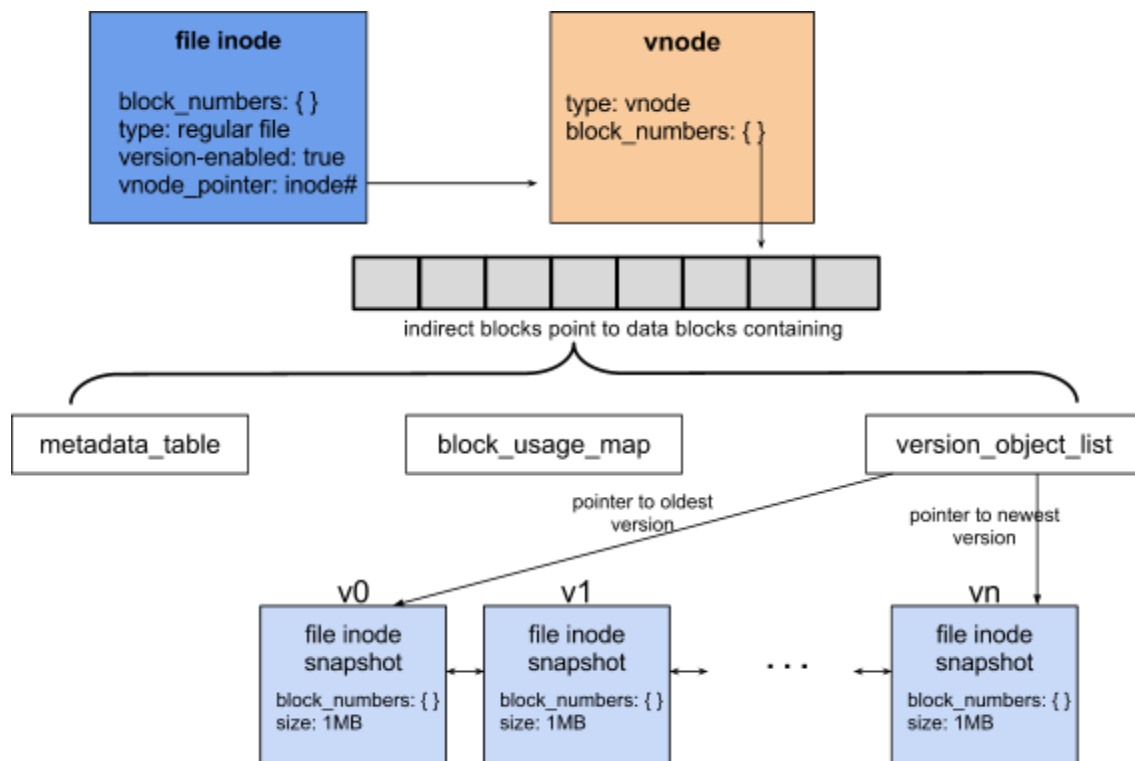 file inode
block_numbers: { }
type: regular file
version-enabled: true
vnode_pointer: inode#
vnode
type: vnode
block_numbers: { }
indirect blocks point to data blocks containing
metadata_table
block_usage_map
version_object_list
pointer to oldest
version
pointer to newest
version
v0
file inode
snapshot
block_numbers: { }
size: 1MB
v1
file inode
snapshot
block_numbers: { }
size: 1MB
. . .
vn
file inode
snapshot
block_numbers: { }
size: 1MB